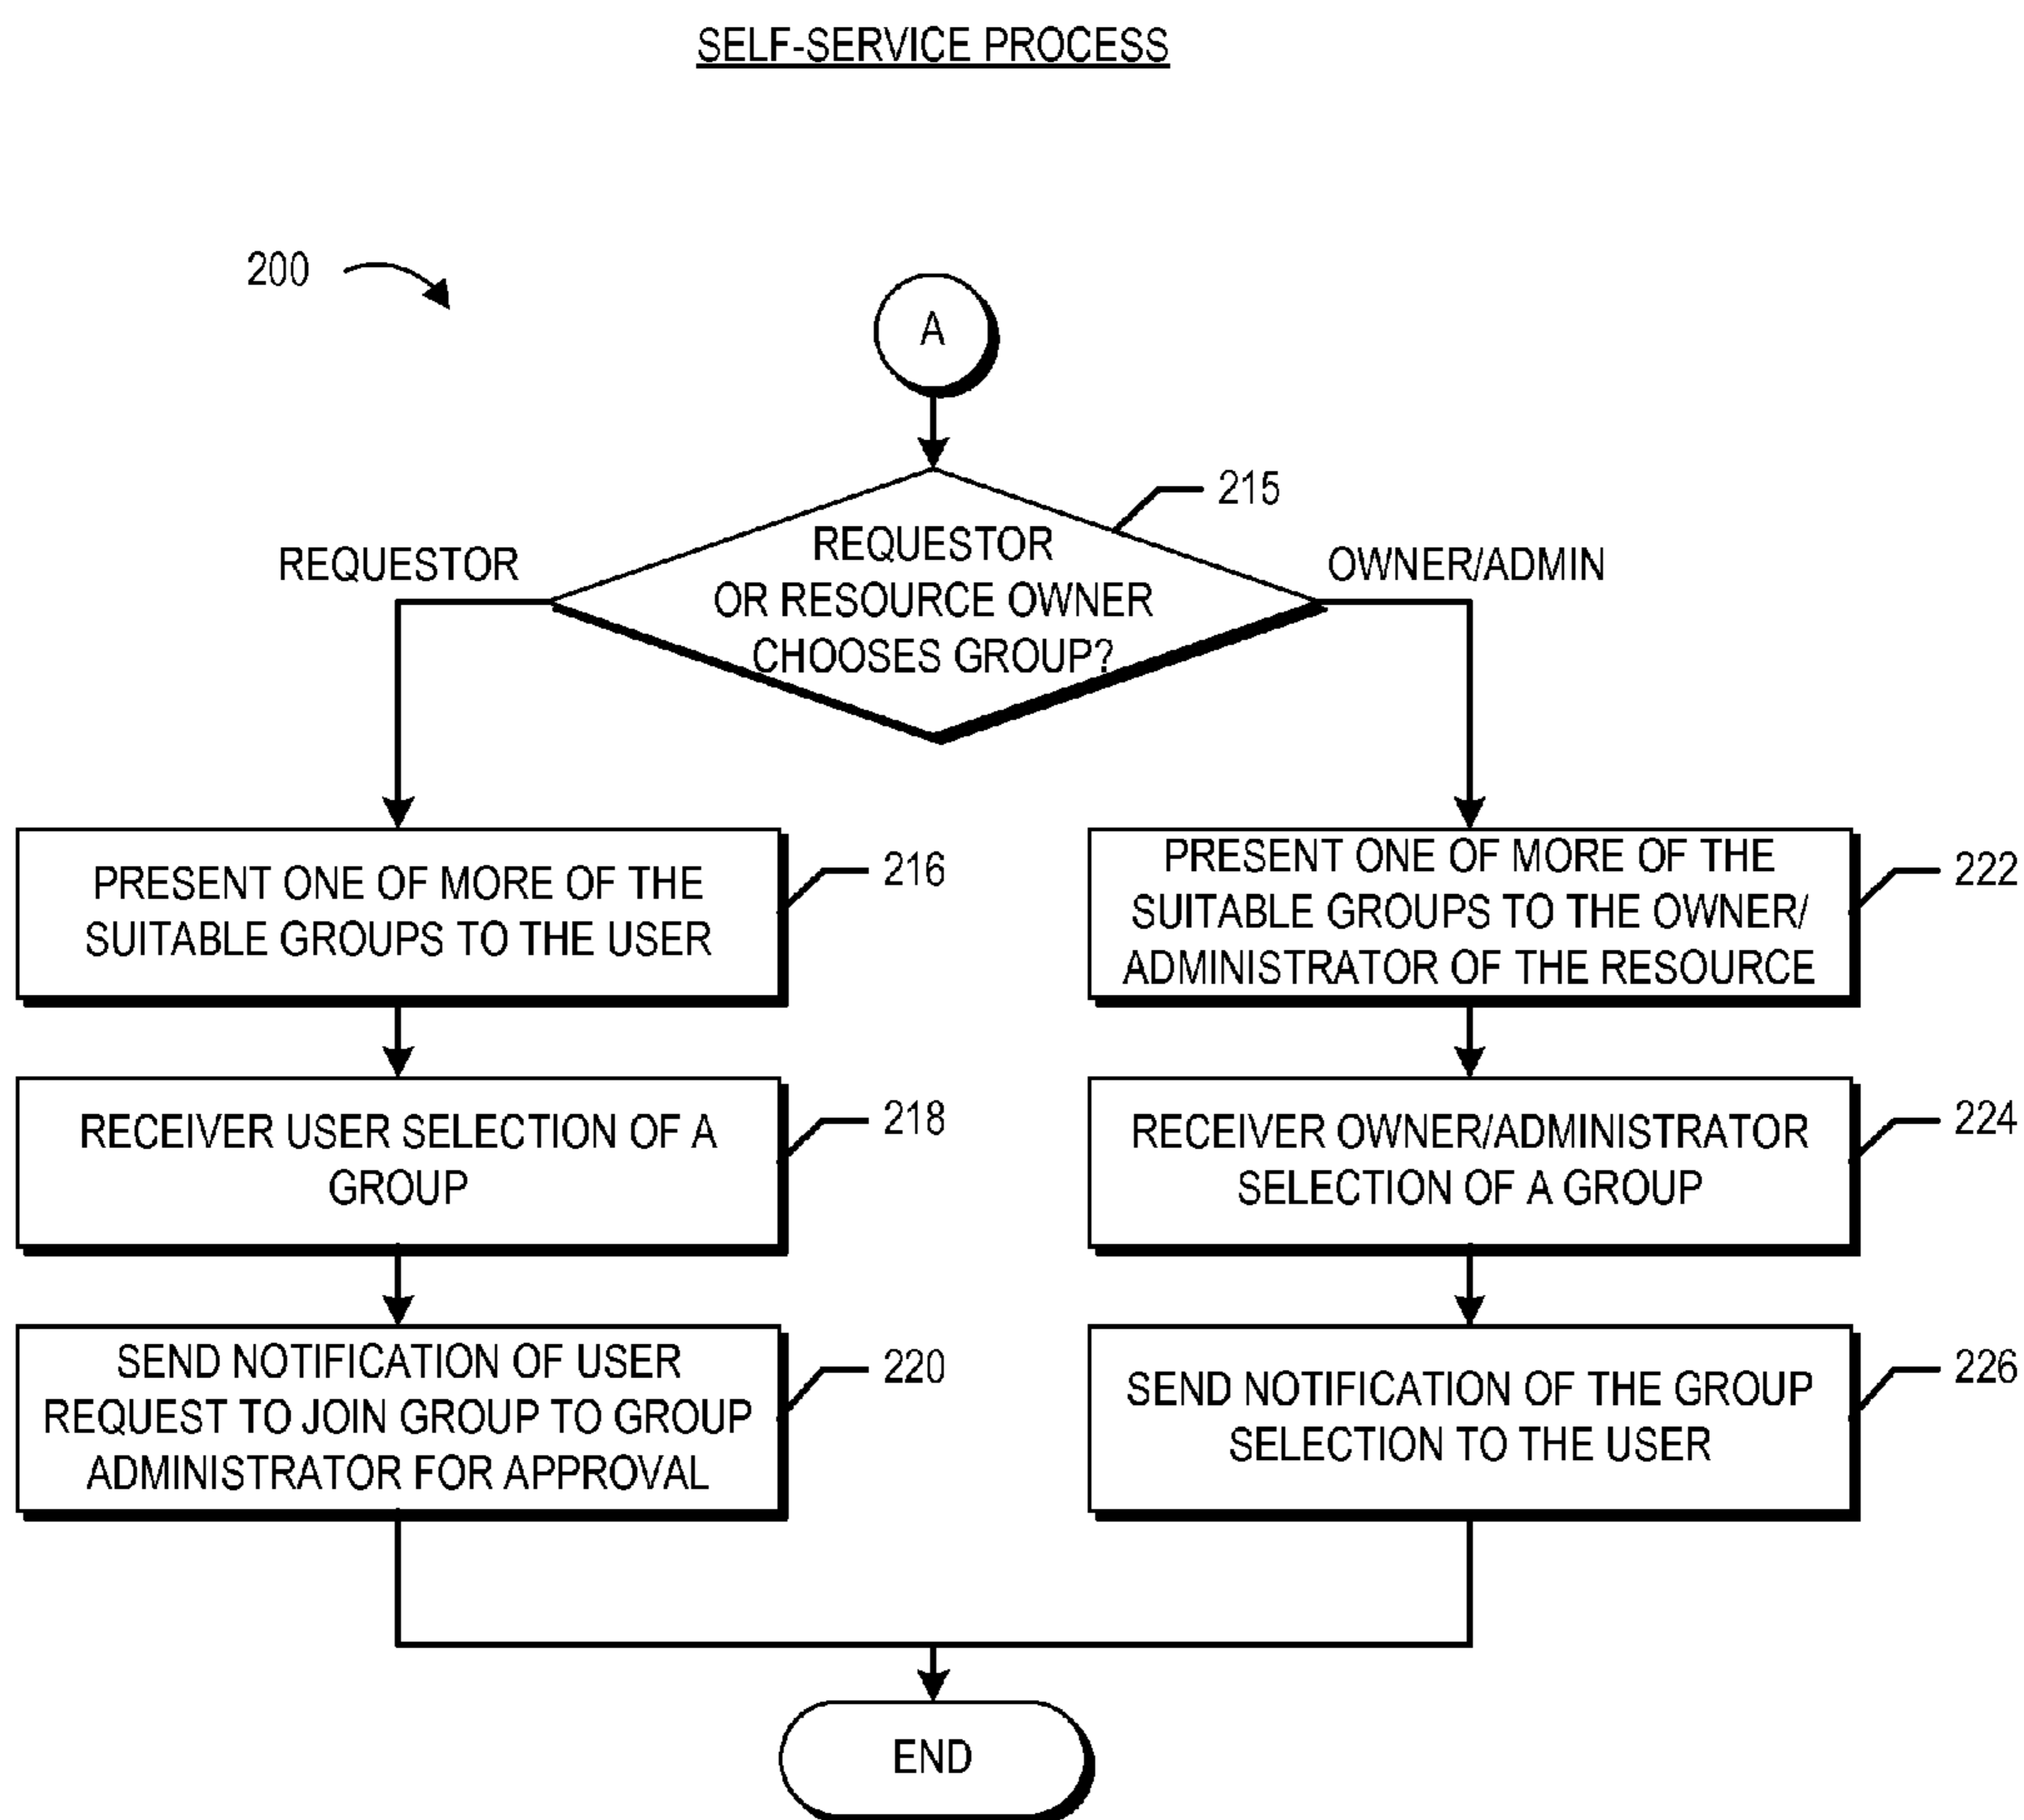 SELF-SERVICE PROCESS
200
A
215
REQUESTOR
OR RESOURCE OWNER
CHOOSES GROUP?
REQUESTOR
OWNER/ADMIN
PRESENT ONE OF MORE OF THE
SUITABLE GROUPS TO THE USER
216
RECEIVER USER SELECTION OF A
GROUP
218
SEND NOTIFICATION OF USER
REQUEST TO JOIN GROUP TO GROUP
ADMINISTRATOR FOR APPROVAL
220
PRESENT ONE OF MORE OF THE
SUITABLE GROUPS TO THE OWNER/
ADMINISTRATOR OF THE RESOURCE
222
RECEIVER OWNER/ADMINISTRATOR
SELECTION OF A GROUP
224
SEND NOTIFICATION OF THE GROUP
SELECTION TO THE USER
226
END